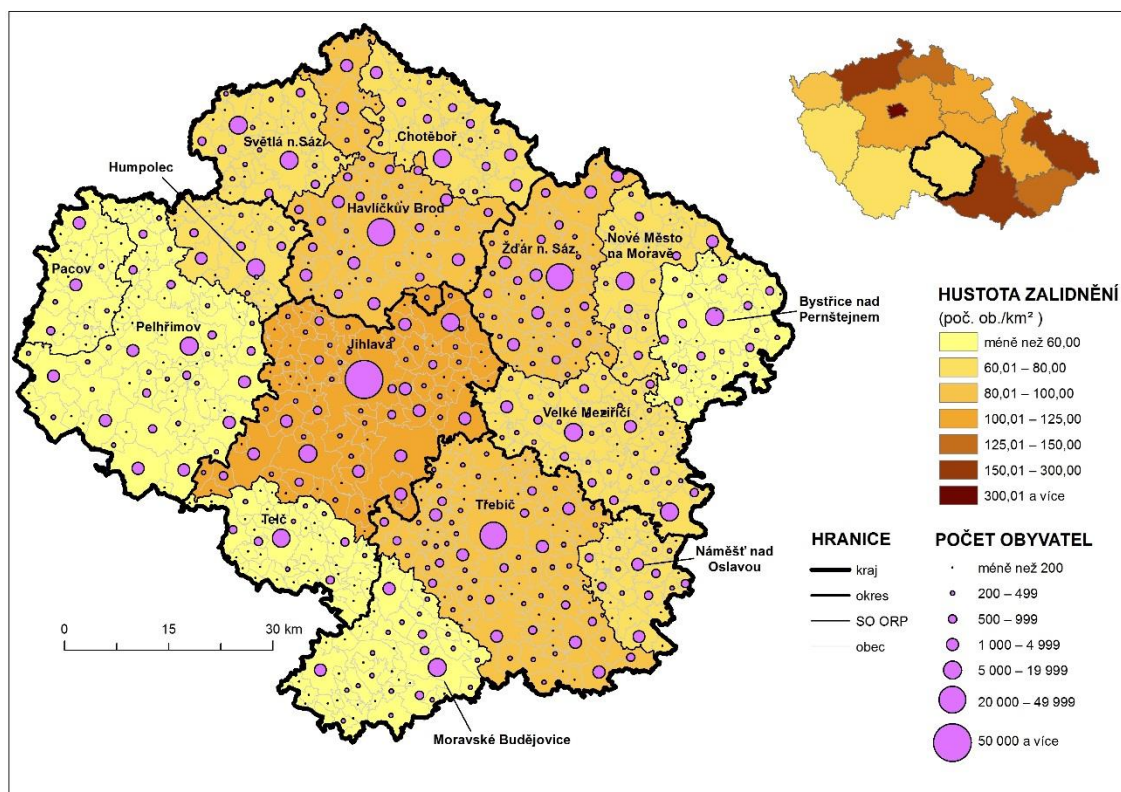 Světlá n.Sáz.
Chotěboř
Humpolec
Havlíčkův Brod
Žďár n. Sáz.
Nové Město
na Moravě
Pacov
Pelhřimov
Bystřice nad
Pernštejnem
Jihlava
Velké Meziříčí
Telč
Třebíč
Náměšť nad
Oslavou
Moravské Budějovice
0 15 30 km
HUSTOTA ZALIDNĚNÍ
(poč. ob./km² )
méně než 60,00
60,01 – 80,00
80,01 – 100,00
100,01 – 125,00
125,01 – 150,00
150,01 – 300,00
300,01 a více
HRANICE
kraj
okres
SO ORP
obec
POČET OBYVATEL
méně než 200
200 – 499
500 – 999
1 000 – 4 999
5 000 – 19 999
20 000 – 49 999
50 000 a více